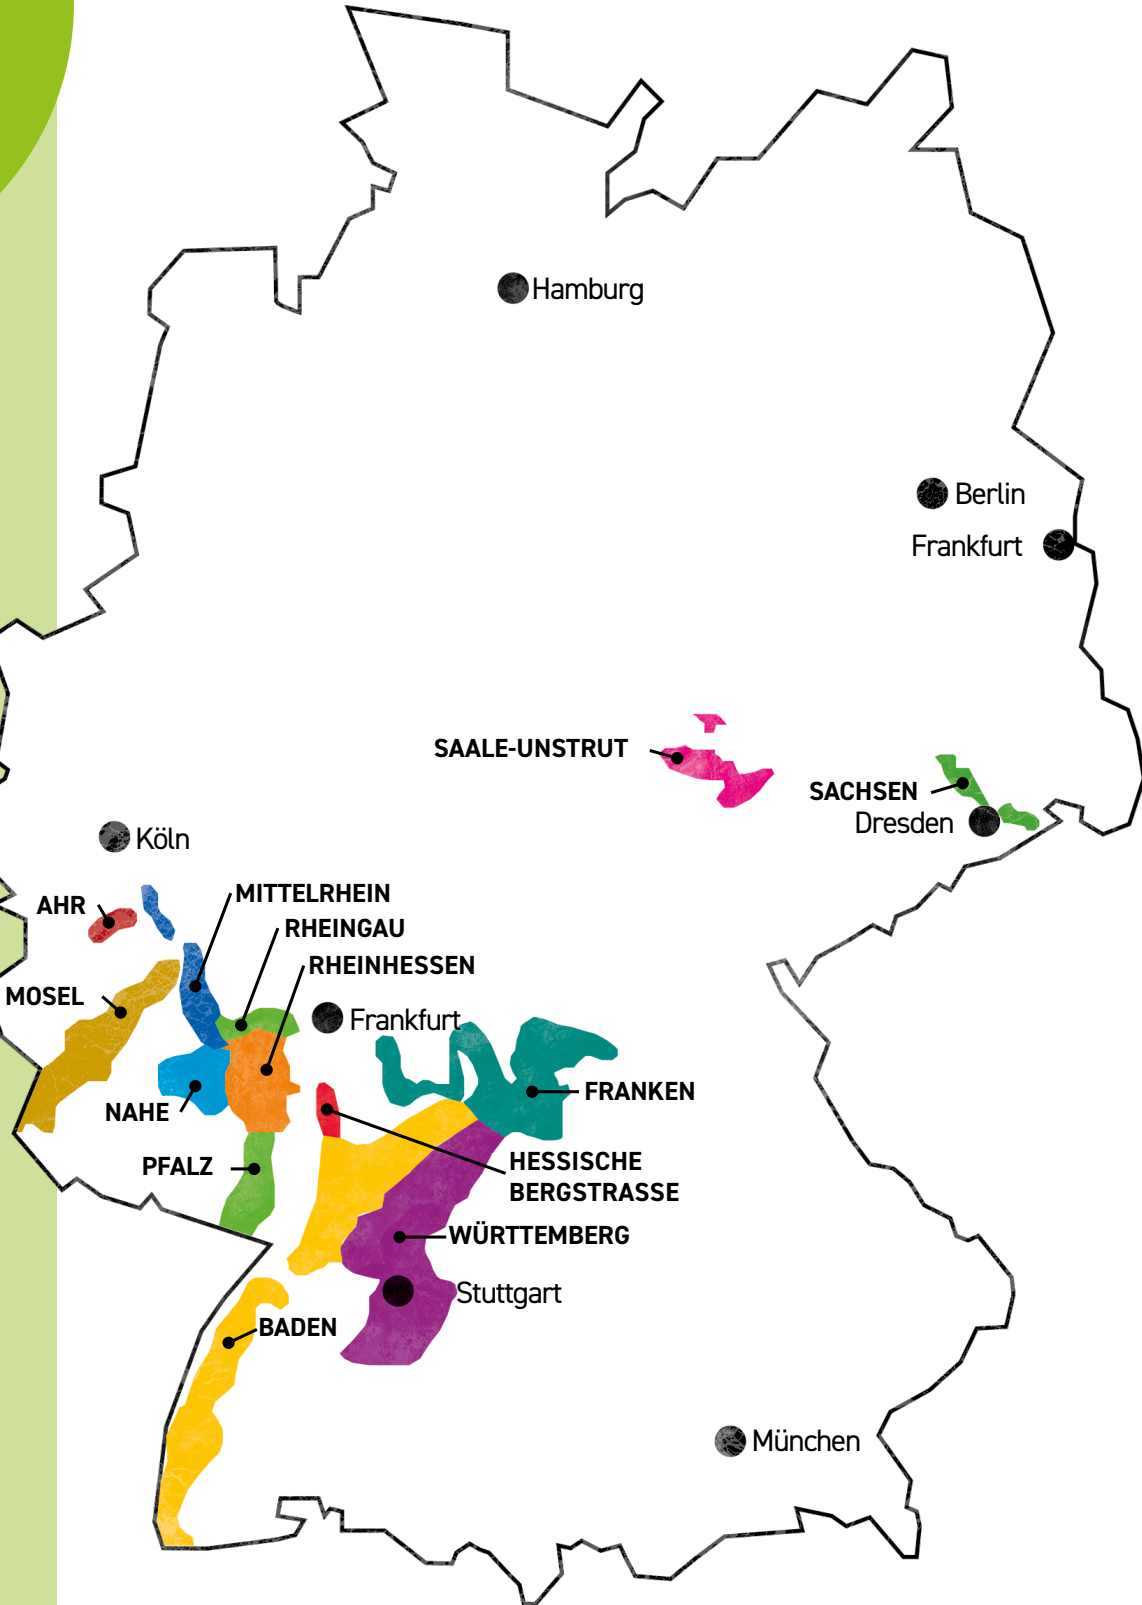 Hamburg
Berlin
Frankfurt
SAALE-UNSTRUT
SACHSEN
Dresden
Köln
MITTELRHEIN
AHR
RHEINGAU
RHEINHESSEN
MOSEL
Frankfurt
FRANKEN
NAHE
PFALZ
HESSISCHE
BERGSTRASSE
WÜRTTEMBERG
Stuttgart
BADEN
München